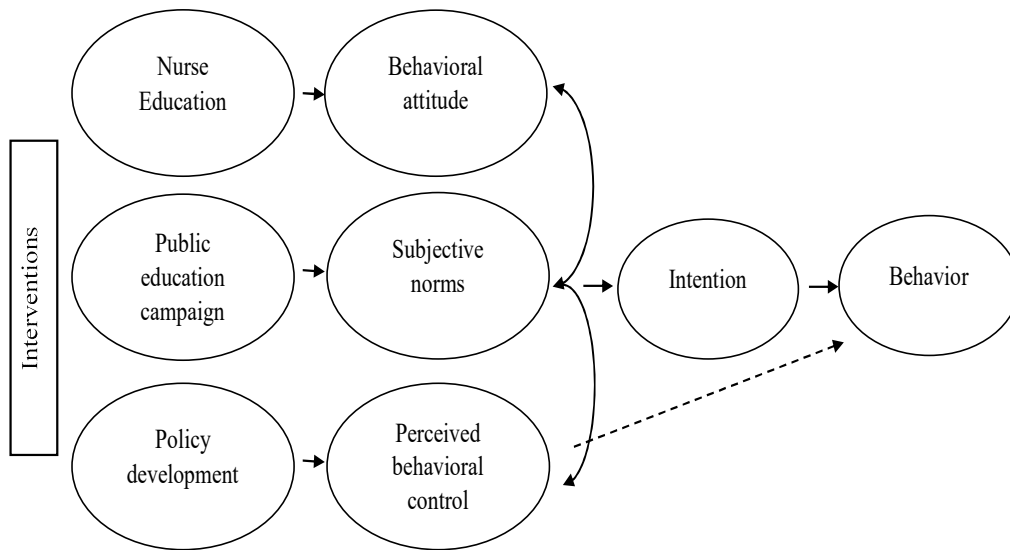 Interventions
Nurse
Education
Behavioral
attitude
Public
education
campaign
Subjective
norms
Intention
Behavior
Policy
development
Perceived
behavioral
control